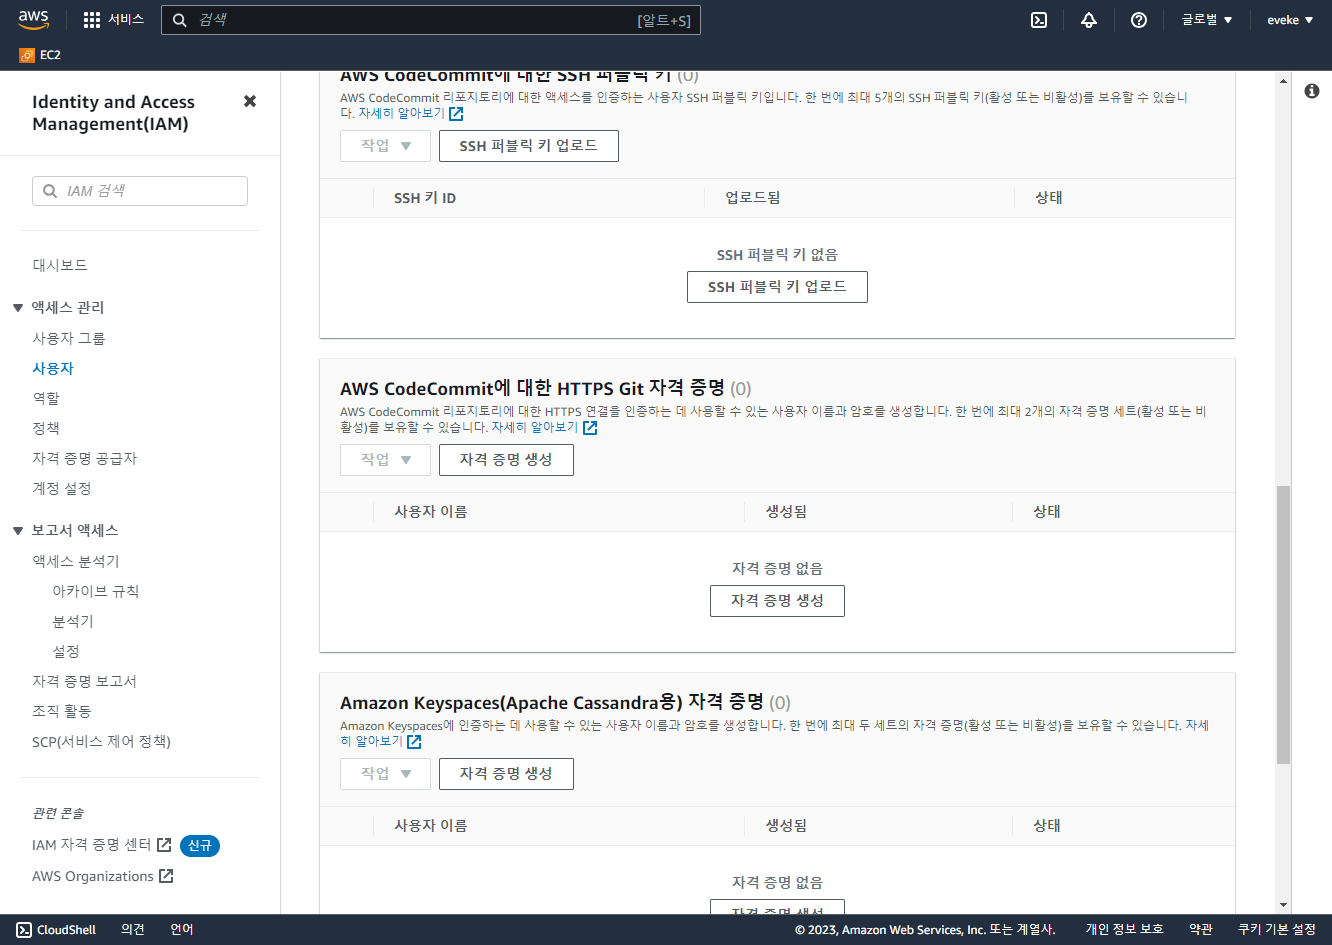 aws
서비스
검색
[알트+S]
글로벌
eveke
EC2
Identity and Access
Management(IAM)
IAM 검색
대시보드
액세스 관리
사용자 그룹
사용자
역할
정책
자격 증명 공급자
계정 설정
보고서 액세스
액세스 분석기
아카이브 규칙
분석기
설정
자격 증명 보고서
조직 활동
SCP(서비스 제어 정책)
관련 콘솔
IAM 자격 증명 센터
신규
AWS Organizations
AWS CodeCommit에 대한 SSH 퍼블릭 키 (0)
AWS CodeCommit 리포지토리에 대한 액세스를 인증하는 사용자 SSH 퍼블릭 키입니다. 한 번에 최대 5개의 SSH 퍼블릭 키(활성 또는 비활성)를 보유할 수 있습니
다. 자세히 알아보기
작업
SSH 퍼블릭 키 업로드
SSH 키 ID
업로드됨
상태
SSH 퍼블릭 키 없음
SSH 퍼블릭 키 업로드
AWS CodeCommit에 대한 HTTPS Git 자격 증명 (0)
AWS CodeCommit 리포지토리에 대한 HTTPS 연결을 인증하는 데 사용할 수 있는 사용자 이름과 암호를 생성합니다. 한 번에 최대 2개의 자격 증명 세트(활성 또는 비
활성)를 보유할 수 있습니다. 자세히 알아보기
작업
자격 증명 생성
사용자 이름
생성됨
상태
자격 증명 없음
자격 증명 생성
Amazon Keyspaces(Apache Cassandra용) 자격 증명 (0)
Amazon Keyspaces에 인증하는 데 사용할 수 있는 사용자 이름과 암호를 생성합니다. 한 번에 최대 두 세트의 자격 증명(활성 또는 비활성)을 보유할 수 있습니다. 자세
히 알아보기
작업
자격 증명 생성
사용자 이름
생성됨
상태
자격 증명 없음
자격 증명 생성
CloudShell
의견
언어
© 2023, Amazon Web Services, Inc. 또는 계열사.
개인 정보 보호
약관
쿠키 기본 설정